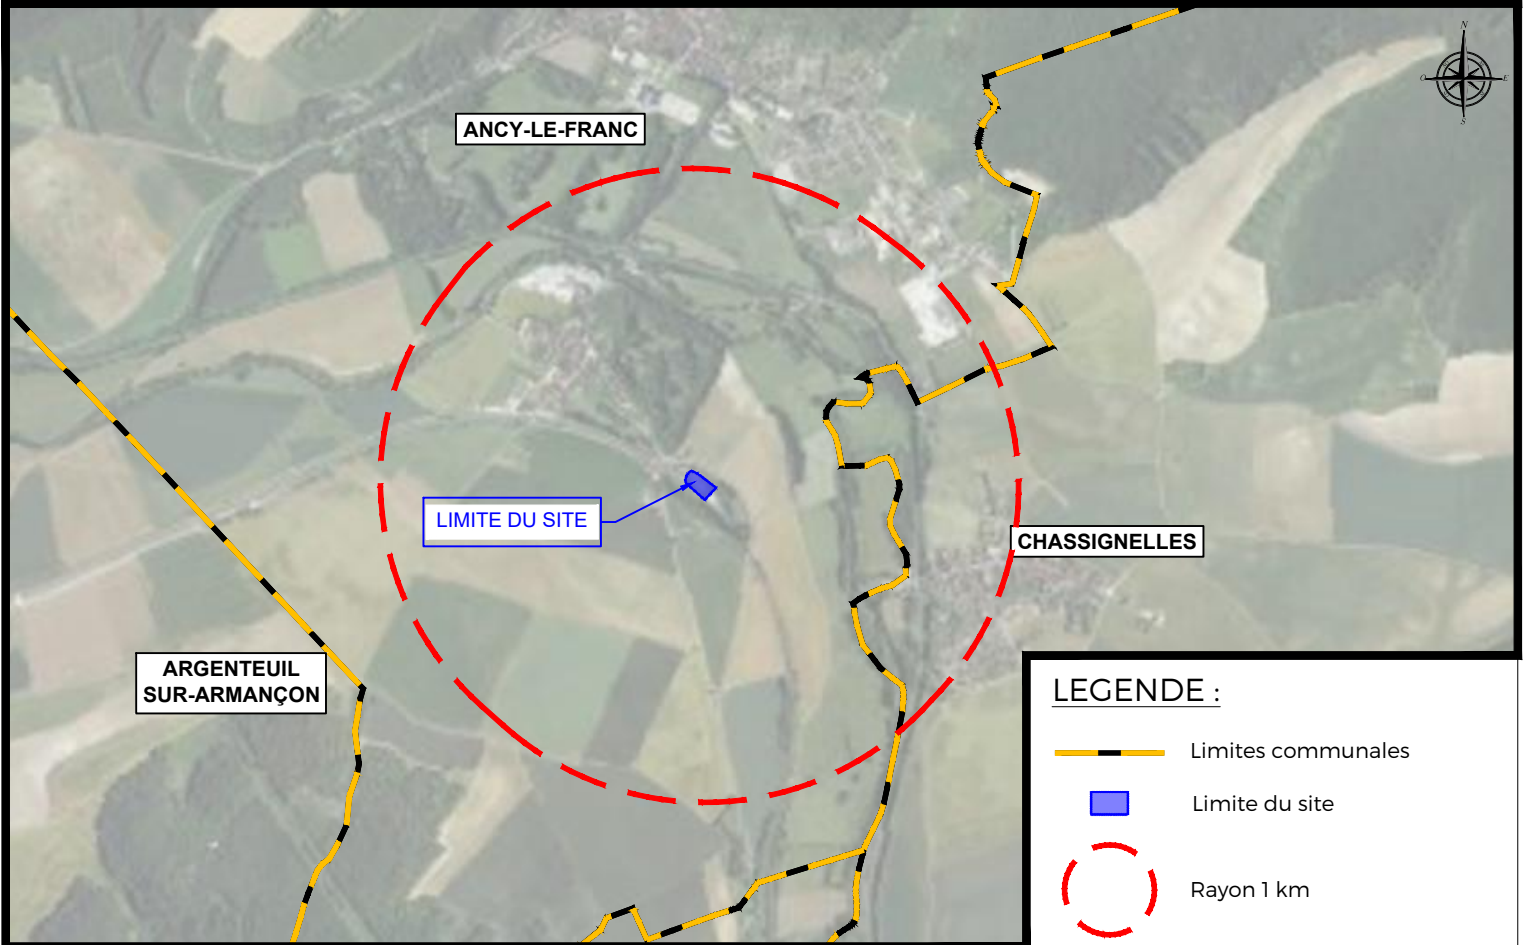 N
O
E
S
ANCY-LE-FRANC
LIMITE DU SITE
CHASSIGNELLES
ARGENTEUIL
SUR-ARMANÇON
LEGENDE :
Limites communales
Limite du site
Rayon 1 km